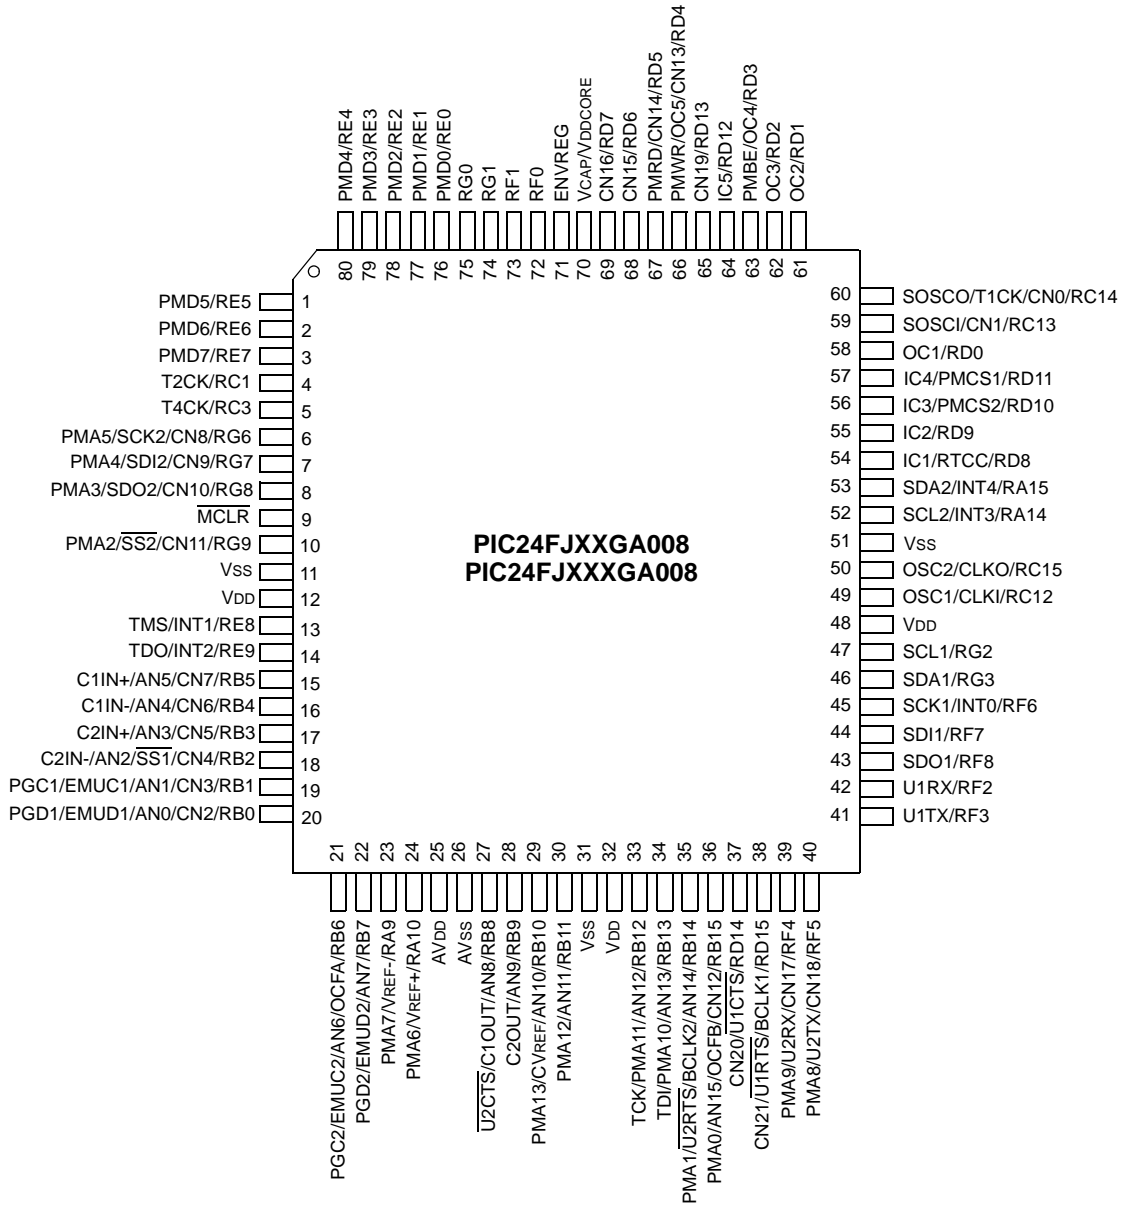 PMD4/RE4
PMD3/RE3
PMD2/RE2
PMD1/RE1
PMD0/RE0
RG0
RG1
RF1
RF0
ENVREG
VCAP/VDDCORE
CN16/RD7
CN15/RD6
PMRD/CN14/RD5
PMWR/OC5/CN13/RD4
CN19/RD13
IC5/RD12
PMBE/OC4/RD3
OC3/RD2
OC2/RD1
80
79
78
77
76
75
74
73
72
71
70
69
68
67
66
65
64
63
62
61
PMD5/RE5 1
PMD6/RE6 2
PMD7/RE7 3
T2CK/RC1 4
T4CK/RC3 5
PMA5/SCK2/CN8/RG6 6
PMA4/SDI2/CN9/RG7 7
PMA3/SDO2/CN10/RG8 8
MCLR 9
PMA2/SS2/CN11/RG9 10
VSS 11
VDD 12
TMS/INT1/RE8 13
TDO/INT2/RE9 14
C1IN+/AN5/CN7/RB5 15
C1IN-/AN4/CN6/RB4 16
C2IN+/AN3/CN5/RB3 17
C2IN-/AN2/SS1/CN4/RB2 18
PGC1/EMUC1/AN1/CN3/RB1 19
PGD1/EMUD1/AN0/CN2/RB0 20
PIC24FJXXGA008
PIC24FJXXXGA008
60 SOSCO/T1CK/CN0/RC14
59 SOSCI/CN1/RC13
58 OC1/RD0
57 IC4/PMCS1/RD11
56 IC3/PMCS2/RD10
55 IC2/RD9
54 IC1/RTCC/RD8
53 SDA2/INT4/RA15
52 SCL2/INT3/RA14
51 VSS
50 OSC2/CLKO/RC15
49 OSC1/CLKI/RC12
48 VDD
47 SCL1/RG2
46 SDA1/RG3
45 SCK1/INT0/RF6
44 SDI1/RF7
43 SDO1/RF8
42 U1RX/RF2
41 U1TX/RF3
21
22
23
24
25
26
27
28
29
30
31
32
33
34
35
36
37
38
39
40
PGC2/EMUC2/AN6/OCFA/RB6
PGD2/EMUD2/AN7/RB7
PMA7/VREF-/RA9
PMA6/VREF+/RA10
AVDD
AVSS
U2CTS/C1OUT/AN8/RB8
C2OUT/AN9/RB9
PMA13/CVREF/AN10/RB10
PMA12/AN11/RB11
VSS
VDD
TCK/PMA11/AN12/RB12
TDI/PMA10/AN13/RB13
PMA1/U2RTS/BCLK2/AN14/RB14
PMA0/AN15/OCFB/CN12/RB15
CN20/U1CTS/RD14
CN21/U1RTS/BCLK1/RD15
PMA9/U2RX/CN17/RF4
PMA8/U2TX/CN18/RF5